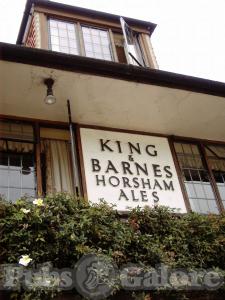 KING
& BARNES
HORSHAM
ALES
Pubs Galore